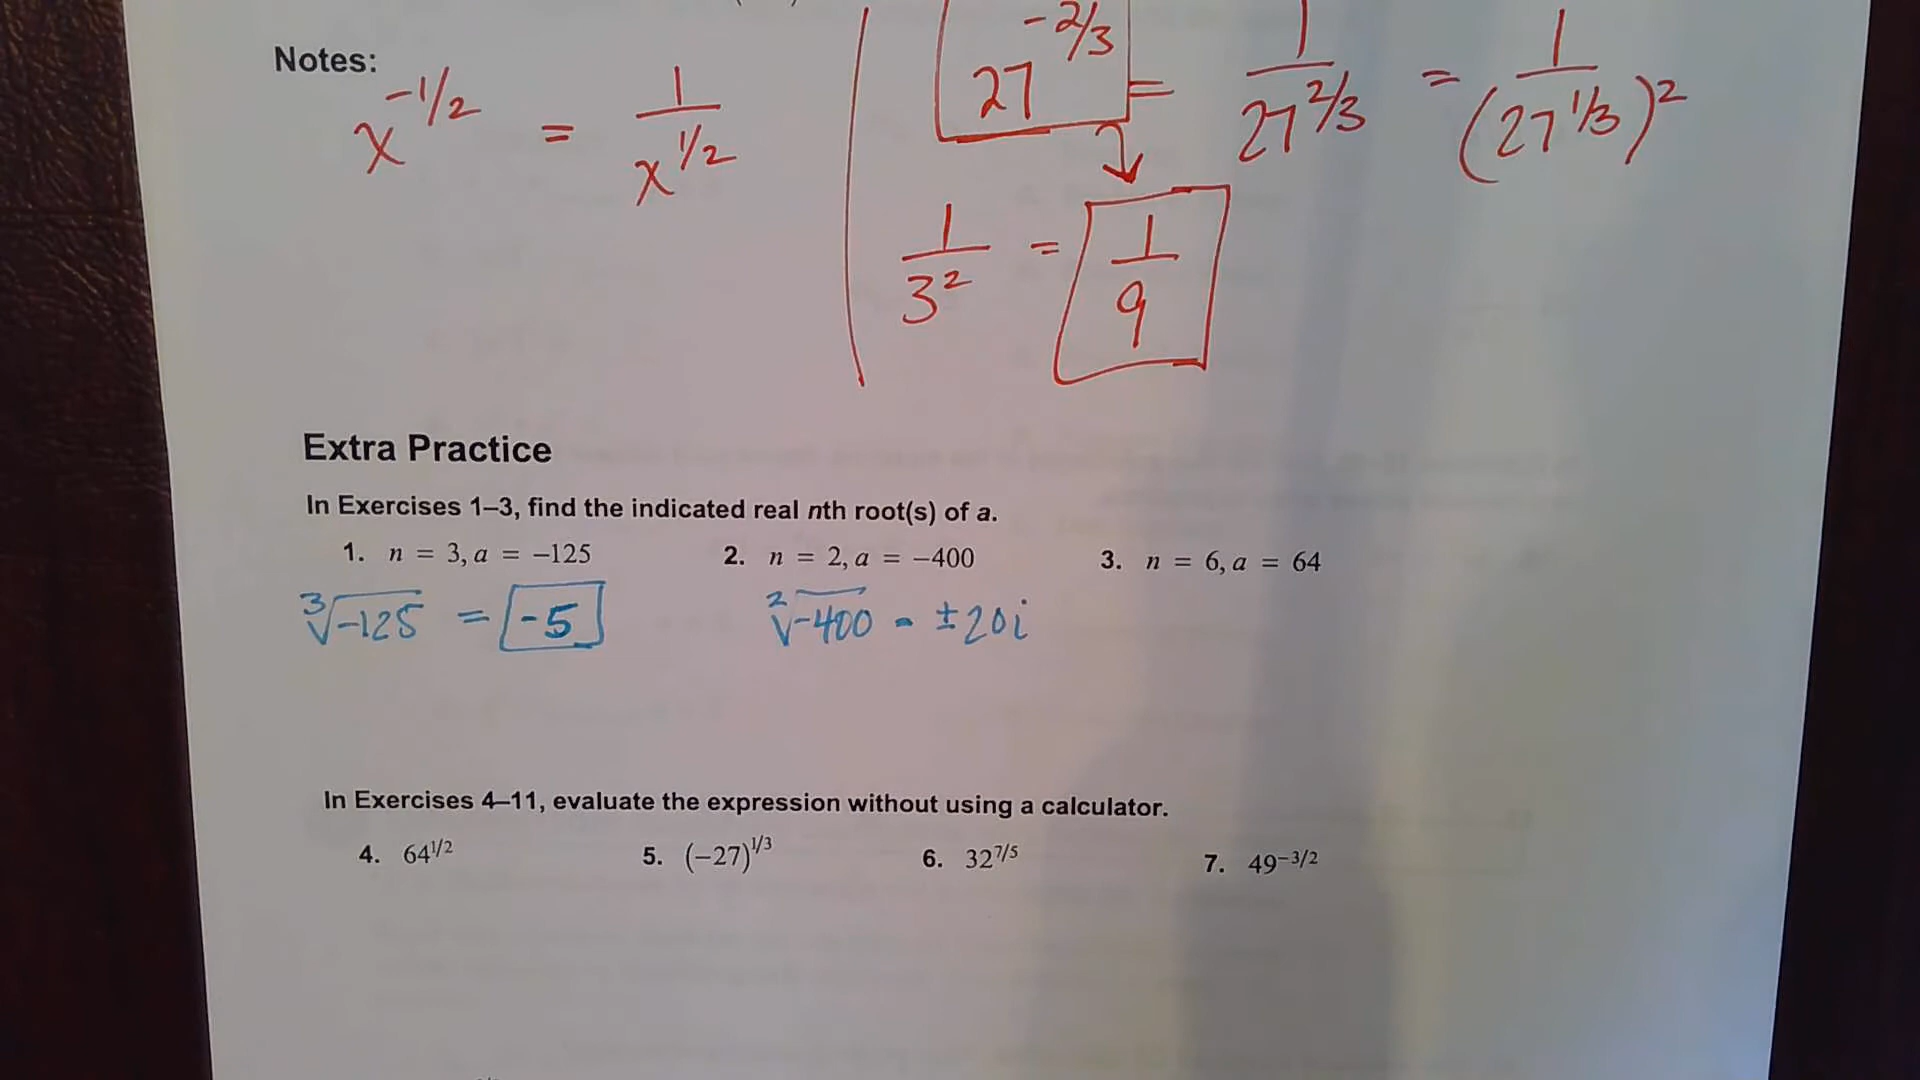 Notes:
x^{-1/2} = 1/x^{1/2}
27^{-2/3} = 1/27^{2/3} = 1/(27^{1/3})^2
1/3^2 = 1/9
Extra Practice
In Exercises 1–3, find the indicated real nth root(s) of a.
1. n = 3, a = –125 2. n = 2, a = –400 3. n = 6, a = 64
∛-125 = -5 ²√-400 = ±20i
In Exercises 4–11, evaluate the expression without using a calculator.
4. 64^{1/2} 5. (−27)^{1/3} 6. 32^{7/5} 7. 49^{−3/2}